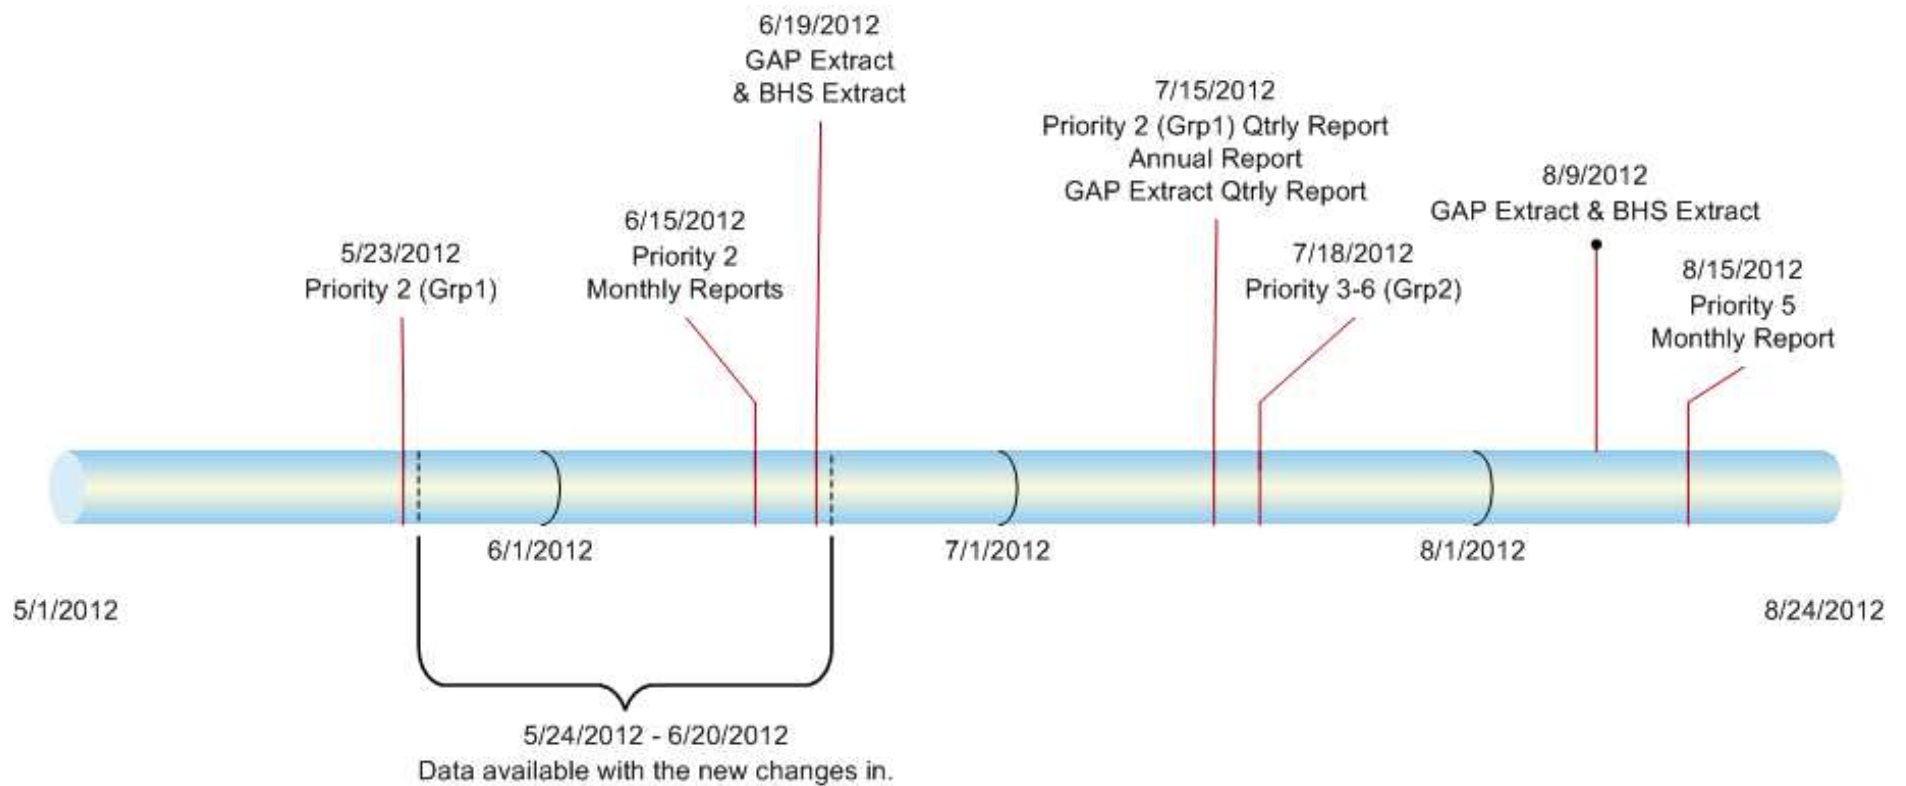 6/19/2012
GAP Extract
& BHS Extract
7/15/2012
Priority 2 (Grp1) Qtrly Report
Annual Report
GAP Extract Qtrly Report
8/9/2012
GAP Extract & BHS Extract
6/15/2012
Priority 2
Monthly Reports
5/23/2012
Priority 2 (Grp1)
7/18/2012
Priority 3-6 (Grp2)
8/15/2012
Priority 5
Monthly Report
6/1/2012
7/1/2012
8/1/2012
5/1/2012
8/24/2012
5/24/2012 - 6/20/2012
Data available with the new changes in.